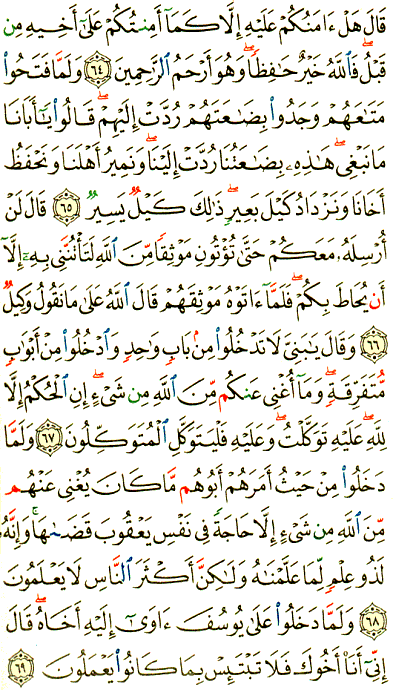 قَالَ هَلْ ءَامَنُكُمْ عَلَيْهِ إِلَّا كَمَآ أَمِنتُكُمْ عَلَىٰٓ أَخِيهِ مِن
قَبْلُ ۖ فَٱللَّهُ خَيْرٌ حَٰفِظًا ۖ وَهُوَ أَرْحَمُ ٱلرَّٰحِمِينَ ٦٤ وَلَمَّا فَتَحُوا۟
مَتَٰعَهُمْ وَجَدُوا۟ بِضَٰعَتَهُمْ رُدَّتْ إِلَيْهِمْ ۖ قَالُوا۟ يَٰٓأَبَانَا
مَا نَبْغِى ۖ هَٰذِهِۦ بِضَٰعَتُنَا رُدَّتْ إِلَيْنَا ۖ وَنَمِيرُ أَهْلَنَا وَنَحْفَظُ
أَخَانَا وَنَزْدَادُ كَيْلَ بَعِيرٍ ۖ ذَٰلِكَ كَيْلٌ يَسِيرٌ ٦٥ قَالَ لَنْ
أُرْسِلَهُۥ مَعَكُمْ حَتَّىٰ تُؤْتُونِ مَوْثِقًا مِّنَ ٱللَّهِ لَتَأْتُنَّنِى بِهِۦٓ إِلَّآ
أَن يُحَاطَ بِكُمْ ۖ فَلَمَّآ ءَاتَوْهُ مَوْثِقَهُمْ قَالَ ٱللَّهُ عَلَىٰ مَا نَقُولُ وَكِيلٌ
٦٦ وَقَالَ يَٰبَنِىَّ لَا تَدْخُلُوا۟ مِنۢ بَابٍ وَٰحِدٍ وَٱدْخُلُوا۟ مِنْ أَبْوَٰبٍ
مُّتَفَرِّقَةٍ ۖ وَمَآ أُغْنِى عَنكُم مِّنَ ٱللَّهِ مِن شَىْءٍ ۖ إِنِ ٱلْحُكْمُ إِلَّا
لِلَّهِ ۖ عَلَيْهِ تَوَكَّلْتُ ۖ وَعَلَيْهِ فَلْيَتَوَكَّلِ ٱلْمُتَوَكِّلُونَ ٦٧ وَلَمَّا
دَخَلُوا۟ مِنْ حَيْثُ أَمَرَهُمْ أَبُوهُم مَّا كَانَ يُغْنِى عَنْهُم
مِّنَ ٱللَّهِ مِن شَىْءٍ إِلَّا حَاجَةً فِى نَفْسِ يَعْقُوبَ قَضَىٰهَا ۚ وَإِنَّهُۥ
لَذُو عِلْمٍ لِّمَا عَلَّمْنَٰهُ وَلَٰكِنَّ أَكْثَرَ ٱلنَّاسِ لَا يَعْلَمُونَ
٦٨ وَلَمَّا دَخَلُوا۟ عَلَىٰ يُوسُفَ ءَاوَىٰٓ إِلَيْهِ أَخَاهُ ۖ قَالَ
إِنِّىٓ أَنَا۠ أَخُوكَ فَلَا تَبْتَئِسْ بِمَا كَانُوا۟ يَعْمَلُونَ ٦٩